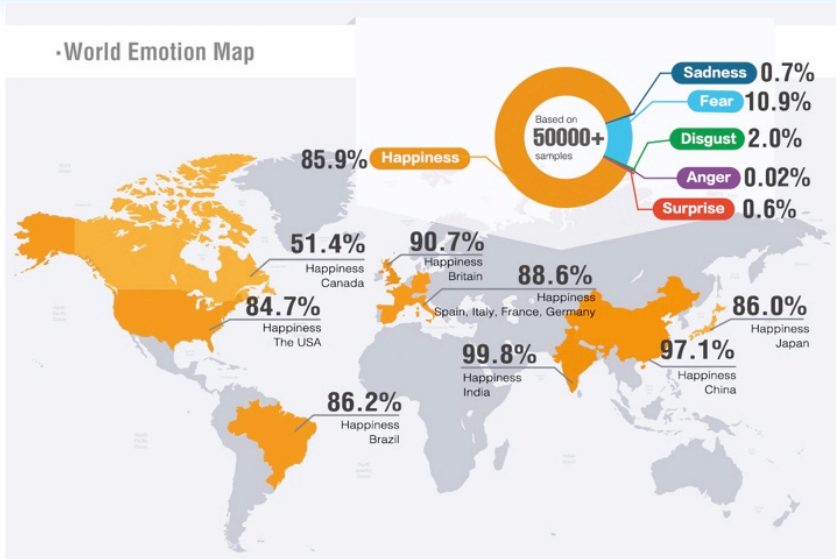 ·World Emotion Map
Sadness 0.7%
Fear 10.9%
Based on
50000+
samples
Disgust 2.0%
85.9% Happiness
Anger 0.02%
Surprise 0.6%
51.4%
Happiness
Canada
90.7%
Happiness
Britain
88.6%
Happiness
Spain, Italy, France, Germany
84.7%
Happiness
The USA
86.0%
Happiness
Japan
99.8%
Happiness
India
97.1%
Happiness
China
86.2%
Happiness
Brazil